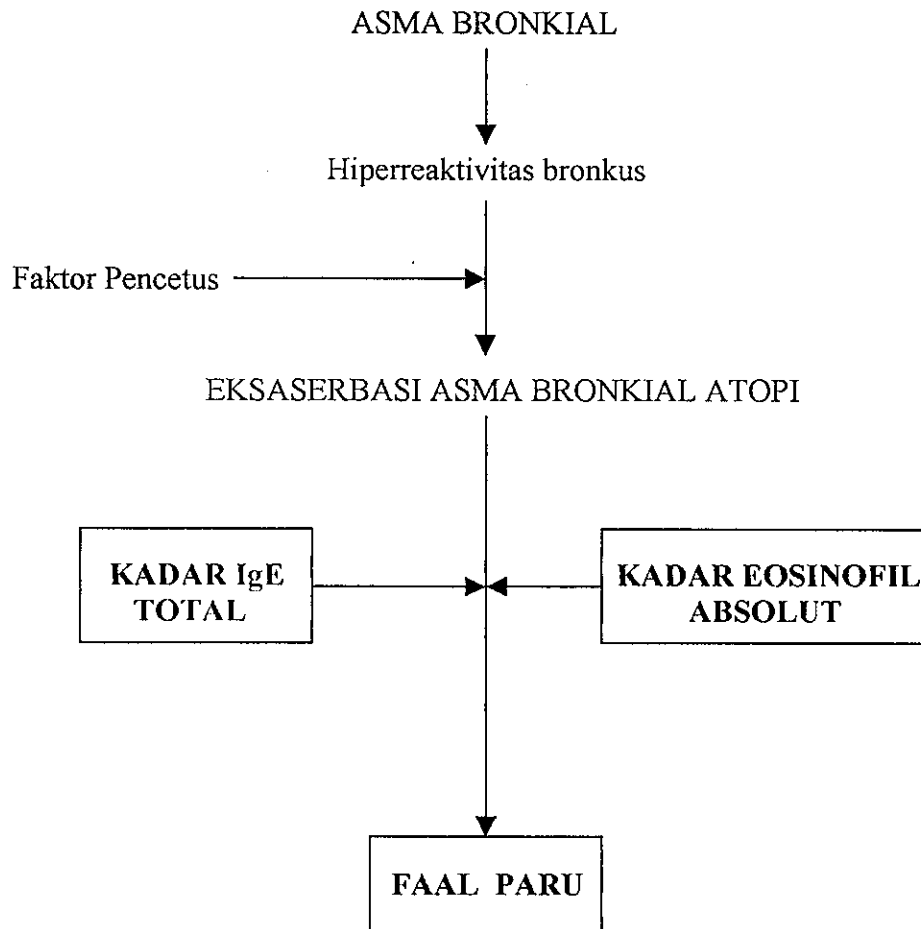 ASMA BRONKIAL
Hiperreaktivitas bronkus
Faktor Pencetus
EKSASERBASI ASMA BRONKIAL ATOPI
KADAR IgE
TOTAL
KADAR EOSINOFIL
ABSOLUT
FAAL PARU